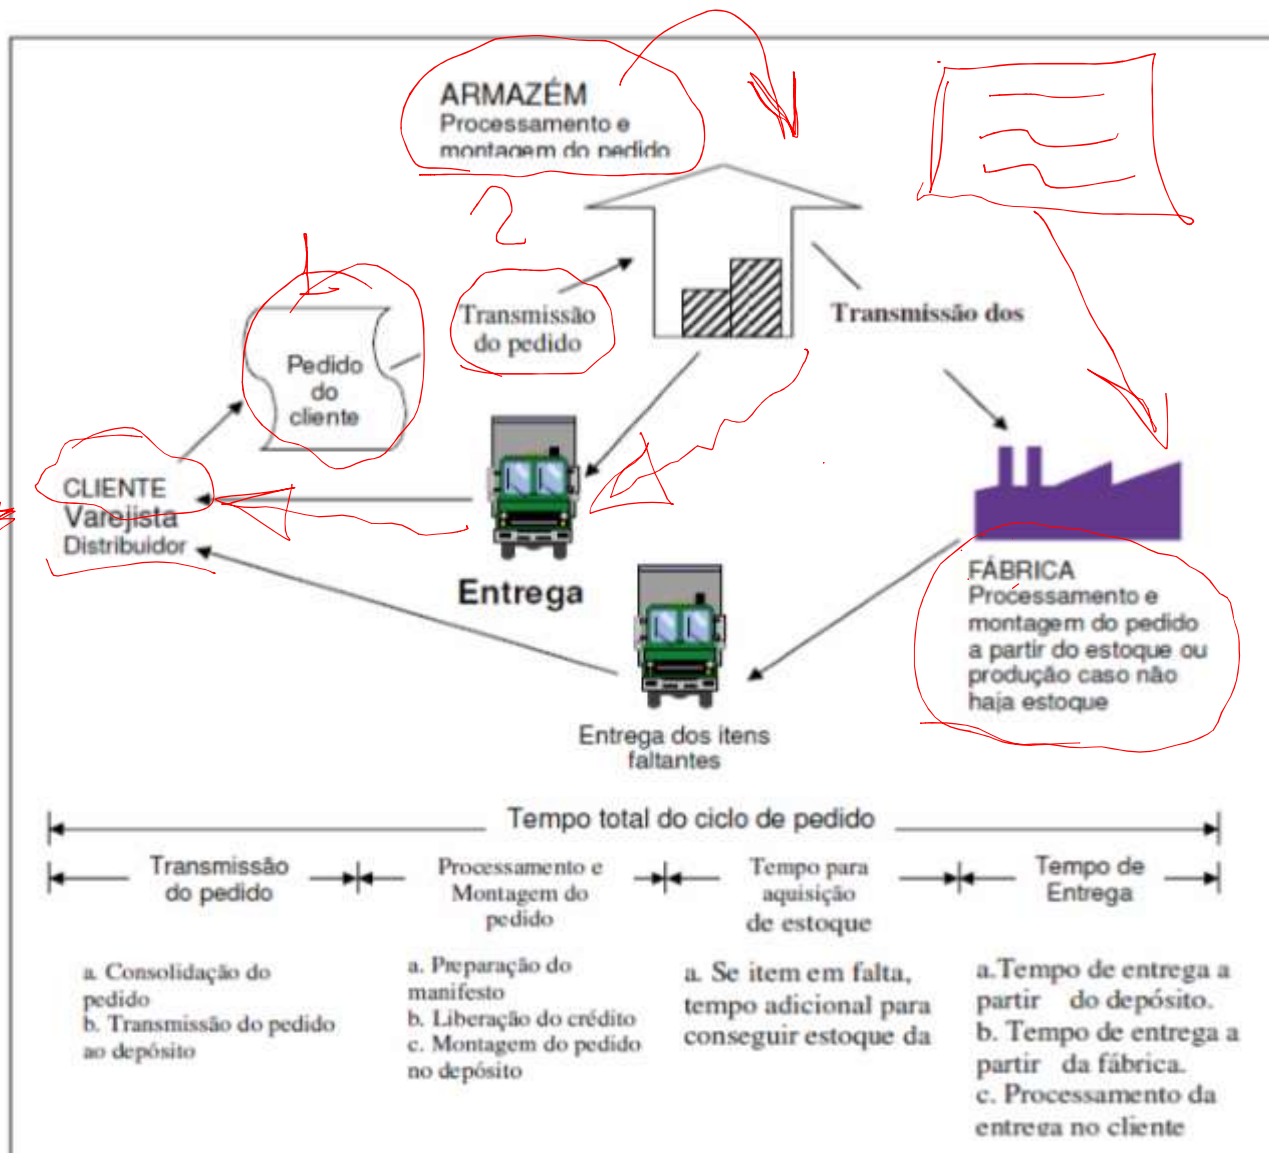 ARMAZÉM
Processamento e
montagem do pedido
2
Transmissão
do pedido
Transmissão dos
Pedido
do
cliente
CLIENTE
Varejista
Distribuidor
Entrega
FÁBRICA
Processamento e
montagem do pedido
a partir do estoque ou
produção caso não
haja estoque
Entrega dos itens
faltantes
Tempo total do ciclo de pedido
Transmissão
do pedido
Processamento e
Montagem do
pedido
Tempo para
aquisição
de estoque
Tempo de
Entrega
a. Consolidação do
pedido
b. Transmissão do pedido
ao depósito
a. Preparação do
manifesto
b. Liberação do crédito
c. Montagem do pedido
no depósito
a. Se item em falta,
tempo adicional para
conseguir estoque da
a.Tempo de entrega a
partir do depósito.
b. Tempo de entrega a
partir da fábrica.
c. Processamento da
entrega no cliente